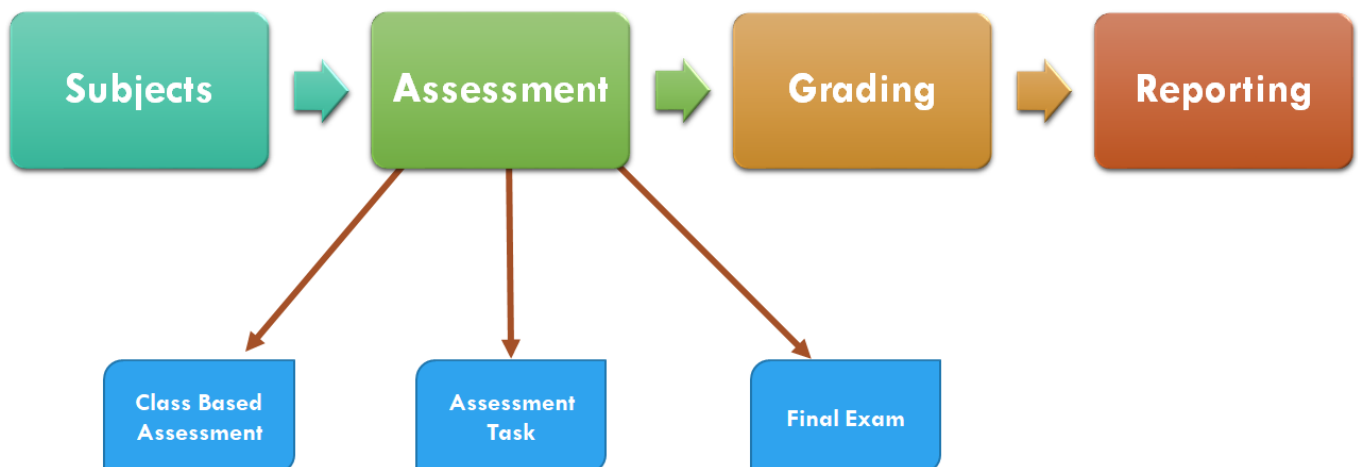 Subjects
Assessment
Grading
Reporting
Class Based
Assessment
Assessment
Task
Final Exam